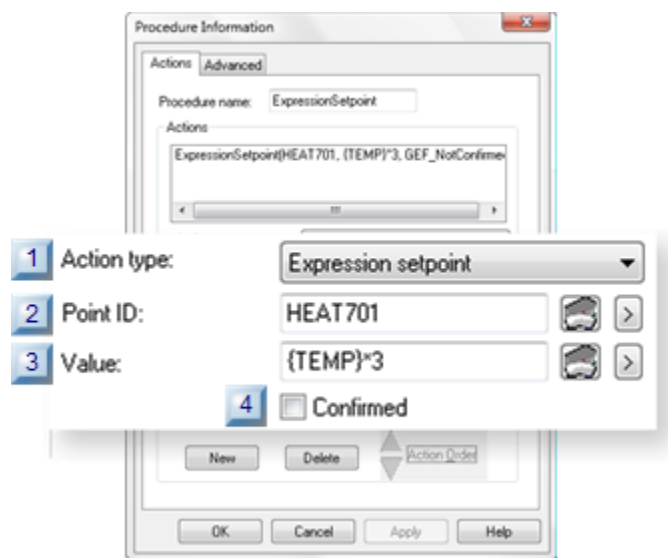 Procedure Information
Actions Advanced
Procedure name: ExpressionSetpoint
Actions
ExpressionSetpoint(HEAT701, {TEMP}*3, GEF_NotConfirme
1 Action type: Expression setpoint
2 Point ID: HEAT701 >
3 Value: {TEMP}*3 >
4 Confirmed
New Delete Action Order
OK Cancel Apply Help